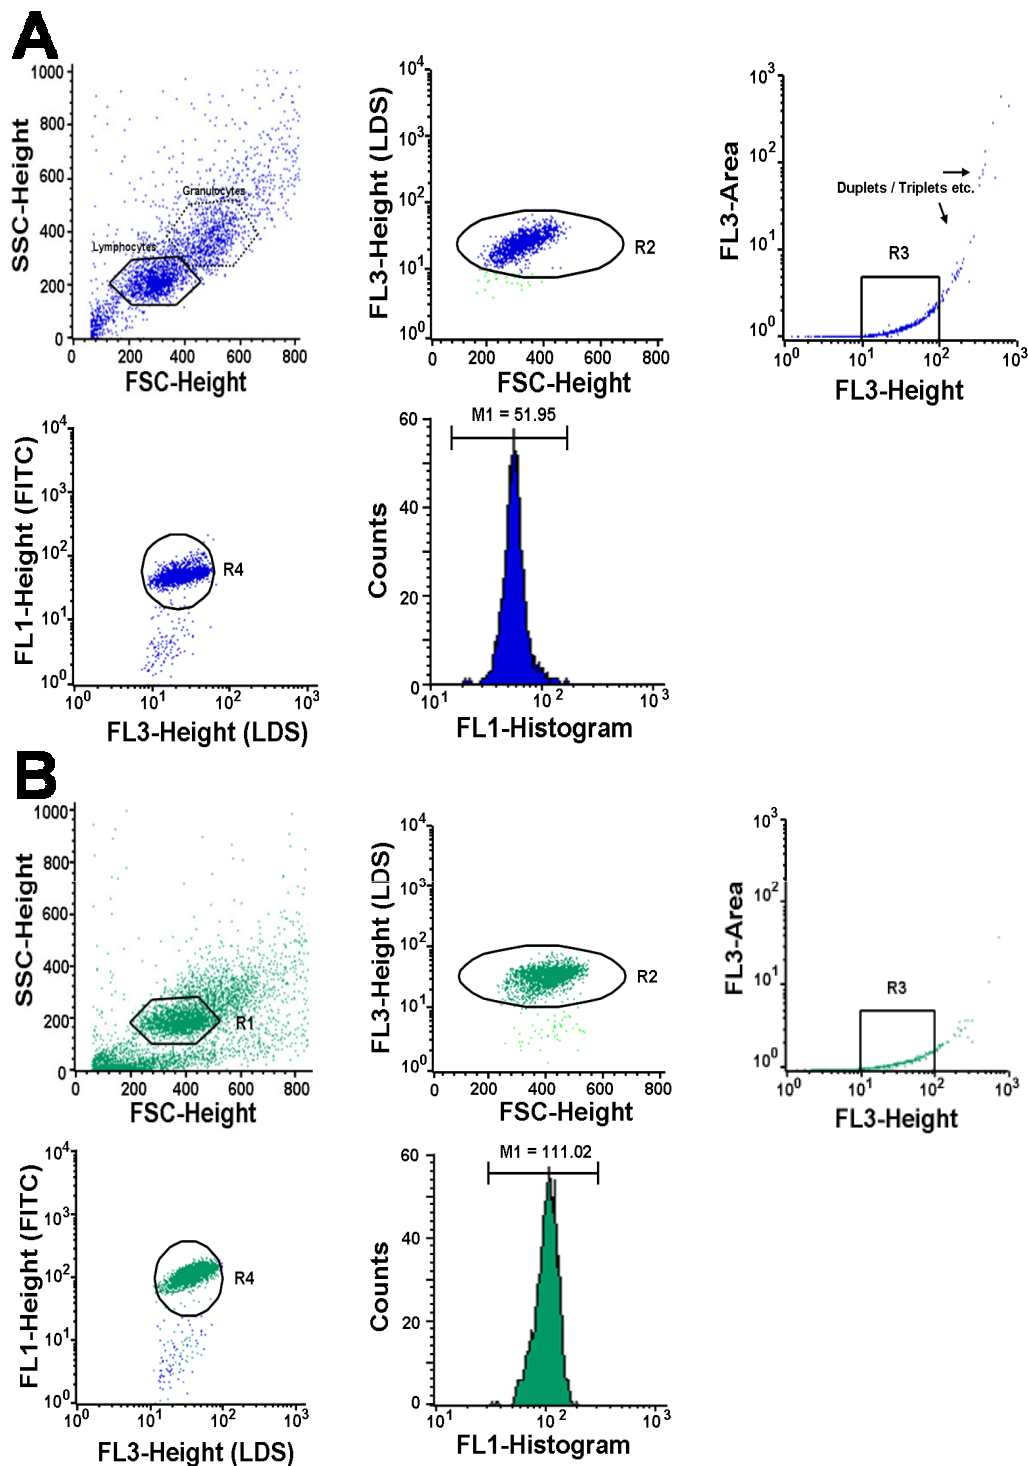 A
1000
800
600
400
200
0
SSC-Height
Granulocytes
Lymphocytes
0 200 400 600 800
FSC-Height
10^4
10^3
10^2
10^1
10^0
FL3-Height (LDS)
R2
0 200 400 600 800
FSC-Height
10^3
10^2
10^1
10^0
FL3-Area
Duplets / Triplets etc.
R3
10^0 10^1 10^2 10^3
FL3-Height
10^4
10^3
10^2
10^1
10^0
FL1-Height (FITC)
R4
10^0 10^1 10^2 10^3
FL3-Height (LDS)
60
40
20
0
Counts
M1 = 51.95
10^1 10^2 10^3
FL1-Histogram
B
1000
800
600
400
200
0
SSC-Height
R1
0 200 400 600 800
FSC-Height
10^4
10^3
10^2
10^1
10^0
FL3-Height (LDS)
R2
0 200 400 600 800
FSC-Height
10^3
10^2
10^1
10^0
FL3-Area
R3
10^0 10^1 10^2 10^3
FL3-Height
10^4
10^3
10^2
10^1
10^0
FL1-Height (FITC)
R4
10^0 10^1 10^2 10^3
FL3-Height (LDS)
60
40
20
0
Counts
M1 = 111.02
10^1 10^2 10^3
FL1-Histogram